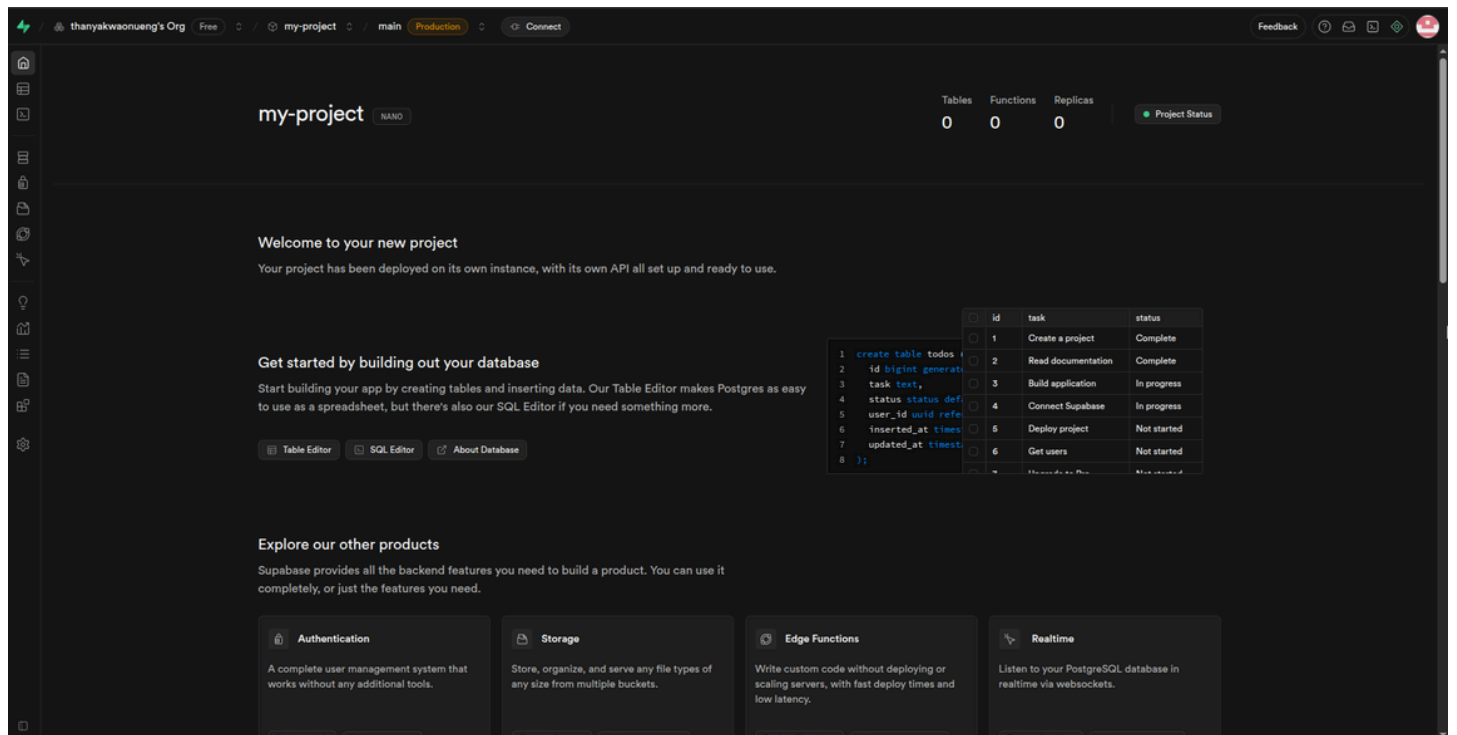 thanyakwaonueng's Org Free / my-project / main Production Connect Feedback
my-project NANO
Tables Functions Replicas
0 0 0
Project Status
Welcome to your new project
Your project has been deployed on its own instance, with its own API all set up and ready to use.
Get started by building out your database
Start building your app by creating tables and inserting data. Our Table Editor makes Postgres as easy
to use as a spreadsheet, but there's also our SQL Editor if you need something more.
Table Editor SQL Editor About Database
1 create table todos
2 id bigint generat
3 task text,
4 status status def
5 user_id uuid refe
6 inserted_at times
7 updated_at timest
8 );
id task status
1 Create a project Complete
2 Read documentation Complete
3 Build application In progress
4 Connect Supabase In progress
5 Deploy project Not started
6 Get users Not started
Explore our other products
Supabase provides all the backend features you need to build a product. You can use it
completely, or just the features you need.
Authentication
A complete user management system that
works without any additional tools.
Storage
Store, organize, and serve any file types of
any size from multiple buckets.
Edge Functions
Write custom code without deploying or
scaling servers, with fast deploy times and
low latency.
Realtime
Listen to your PostgreSQL database in
realtime via websockets.